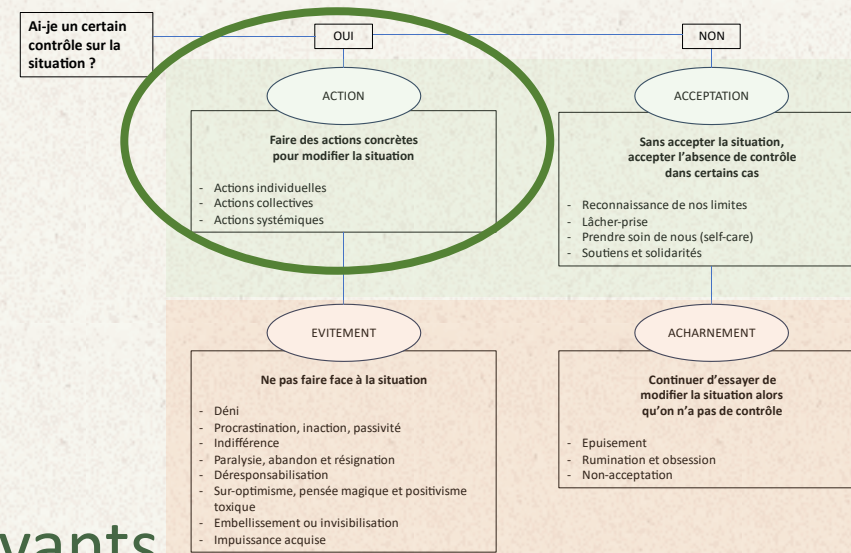 Ai-je un certain
contrôle sur la
situation ?
OUI
NON
ACTION
Faire des actions concrètes
pour modifier la situation
- Actions individuelles
- Actions collectives
- Actions systémiques
ACCEPTATION
Sans accepter la situation,
accepter l'absence de contrôle
dans certains cas
- Reconnaissance de nos limites
- Lâcher-prise
- Prendre soin de nous (self-care)
- Soutiens et solidarités
EVITEMENT
Ne pas faire face à la situation
- Déni
- Procrastination, inaction, passivité
- Indifférence
- Paralysie, abandon et résignation
- Déresponsabilisation
- Sur-optimisme, pensée magique et positivisme
toxique
- Embellissement ou invisibilisation
- Impuissance acquise
ACHARNEMENT
Continuer d'essayer de
modifier la situation alors
qu'on n'a pas de contrôle
- Epuisement
- Rumination et obsession
- Non-acceptation